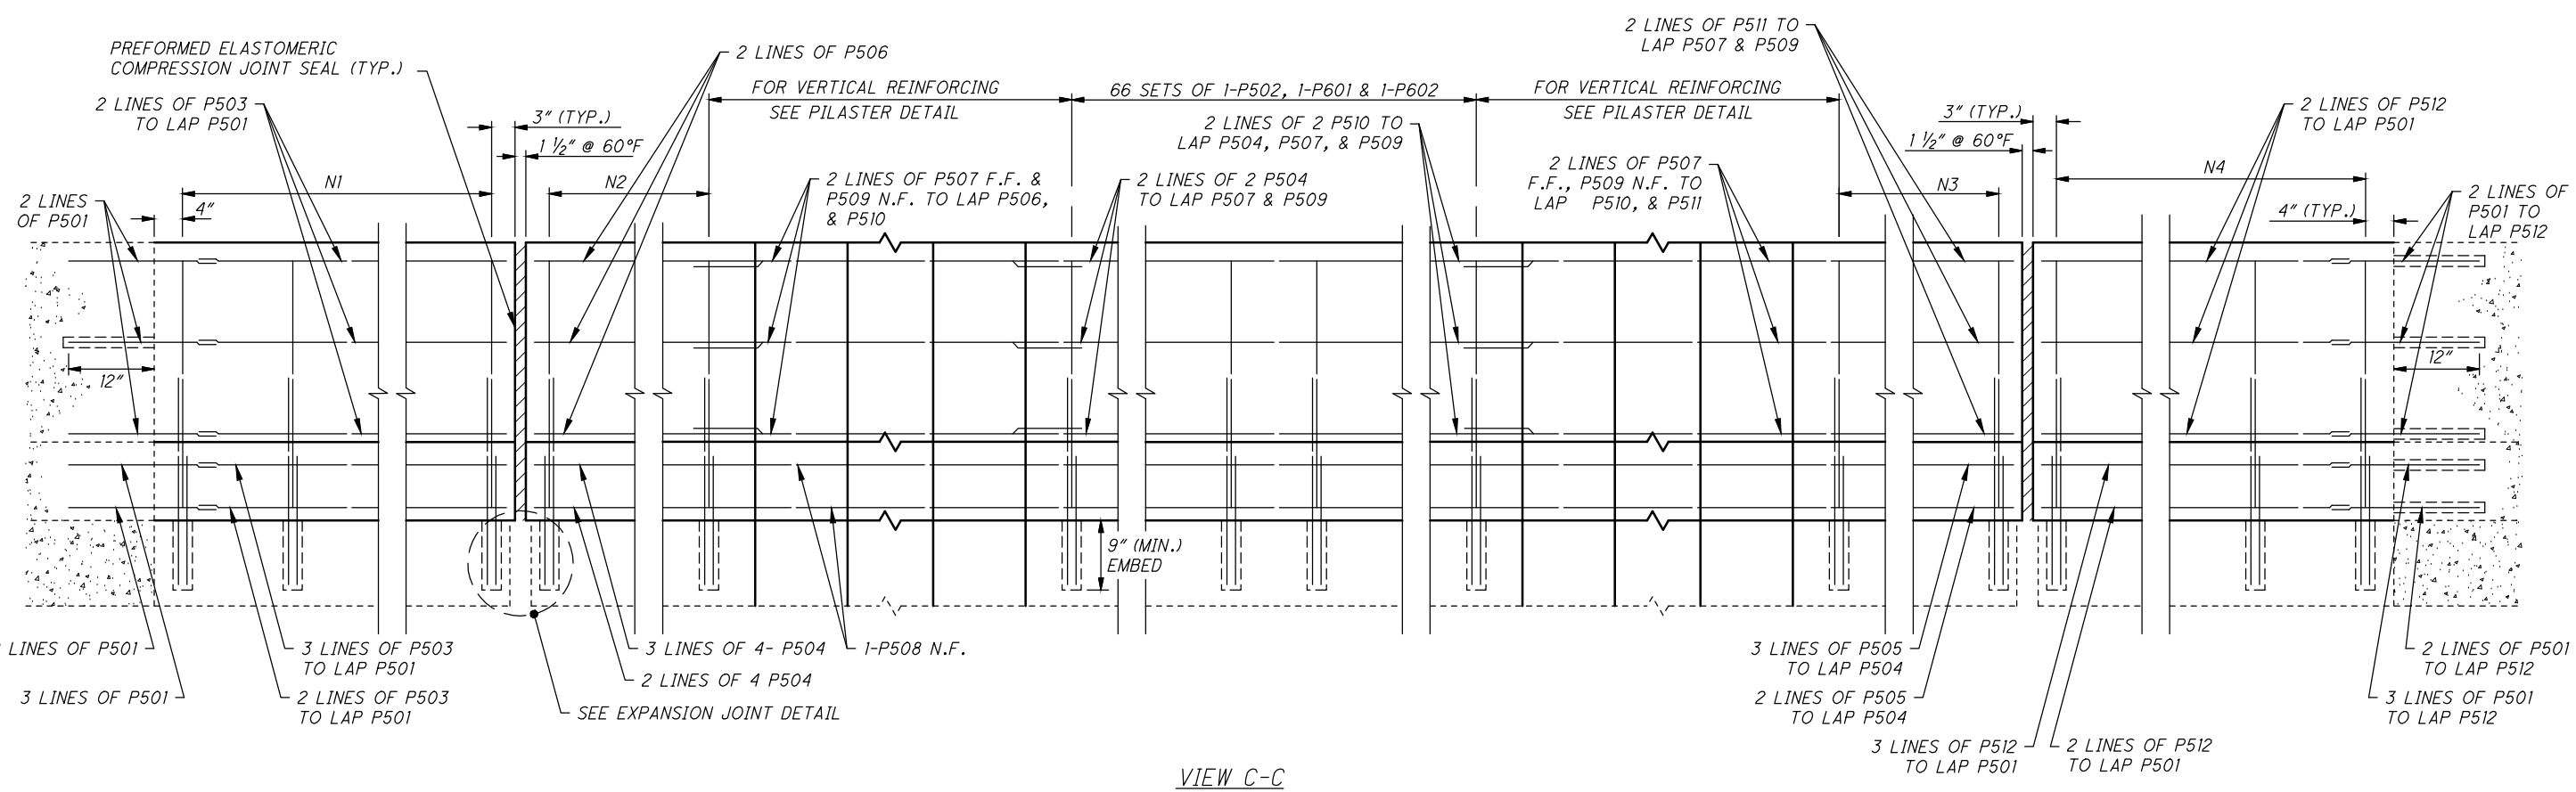 2 LINES OF P511 TO
LAP P507 & P509
PREFORMED ELASTOMERIC
COMPRESSION JOINT SEAL (TYP.)
2 LINES OF P506
FOR VERTICAL REINFORCING
SEE PILASTER DETAIL
66 SETS OF 1-P502, 1-P601 & 1-P602
FOR VERTICAL REINFORCING
SEE PILASTER DETAIL
2 LINES OF P503
TO LAP P501
3" (TYP.)
1 ½" @ 60°F
2 LINES OF 2 P510 TO
LAP P504, P507, & P509
3" (TYP.)
1 ½" @ 60°F
2 LINES OF P512
TO LAP P501
2 LINES
OF P501
4"
N1
N2
2 LINES OF P507 F.F. &
P509 N.F. TO LAP P506,
& P510
2 LINES OF 2 P504
TO LAP P507 & P509
2 LINES OF P507
F.F., P509 N.F. TO
LAP P510, & P511
N3
N4
4" (TYP.)
2 LINES OF
P501 TO
LAP P512
12"
12"
9" (MIN.)
EMBED
LINES OF P501
3 LINES OF P501
3 LINES OF P503
TO LAP P501
2 LINES OF P503
TO LAP P501
3 LINES OF 4- P504
2 LINES OF 4 P504
1-P508 N.F.
SEE EXPANSION JOINT DETAIL
3 LINES OF P505
TO LAP P504
2 LINES OF P505
TO LAP P504
3 LINES OF P512
TO LAP P501
2 LINES OF P512
TO LAP P501
2 LINES OF P501
TO LAP P512
3 LINES OF P501
TO LAP P512
VIEW C-C